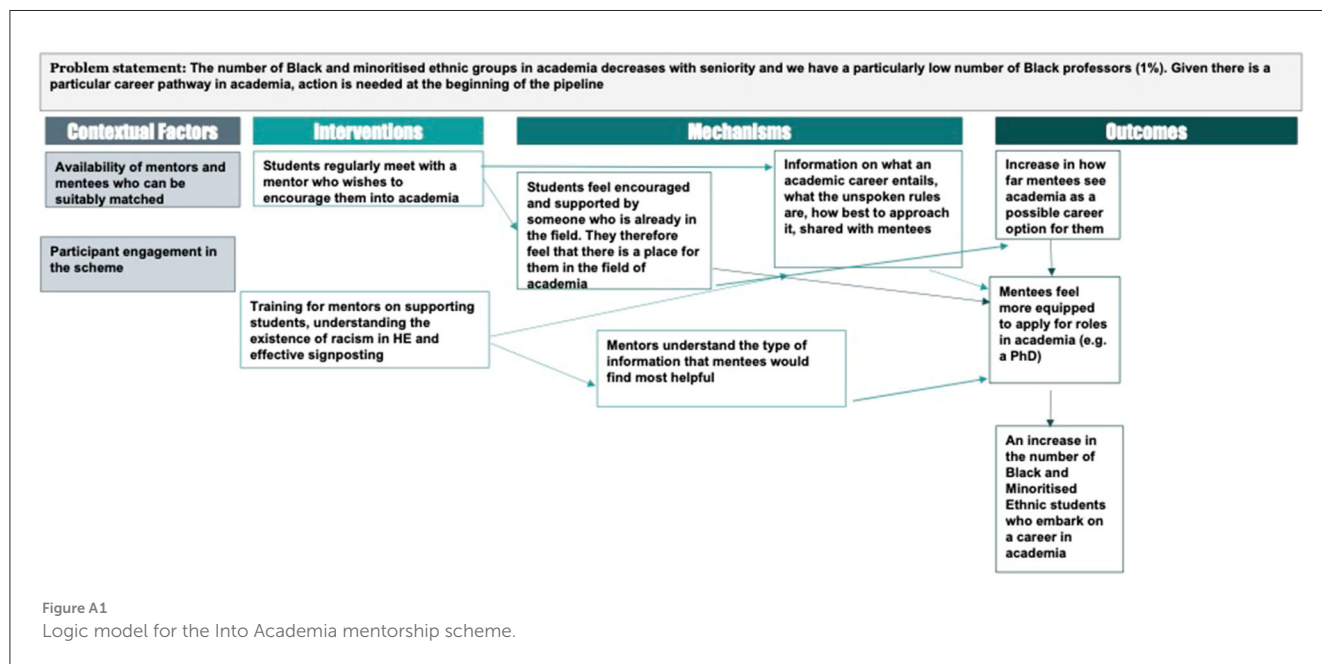 Problem statement: The number of Black and minoritised ethnic groups in academia decreases with seniority and we have a particularly low number of Black professors (1%). Given there is a
particular career pathway in academia, action is needed at the beginning of the pipeline
Contextual Factors
Interventions
Mechanisms
Outcomes
Availability of mentors and
mentees who can be
suitably matched
Participant engagement in
the scheme
Students regularly meet with a
mentor who wishes to
encourage them into academia
Training for mentors on supporting
students, understanding the
existence of racism in HE and
effective signposting
Students feel encouraged
and supported by
someone who is already in
the field. They therefore
feel that there is a place for
them in the field of
academia
Information on what an
academic career entails,
what the unspoken rules
are, how best to approach
it, shared with mentees
Mentors understand the type of
information that mentees would
find most helpful
Increase in how
far mentees see
academia as a
possible career
option for them
Mentees feel
more equipped
to apply for roles
in academia (e.g.
a PhD)
An increase in
the number of
Black and
Minoritised
Ethnic students
who embark on
a career in
academia
Figure A1
Logic model for the Into Academia mentorship scheme.